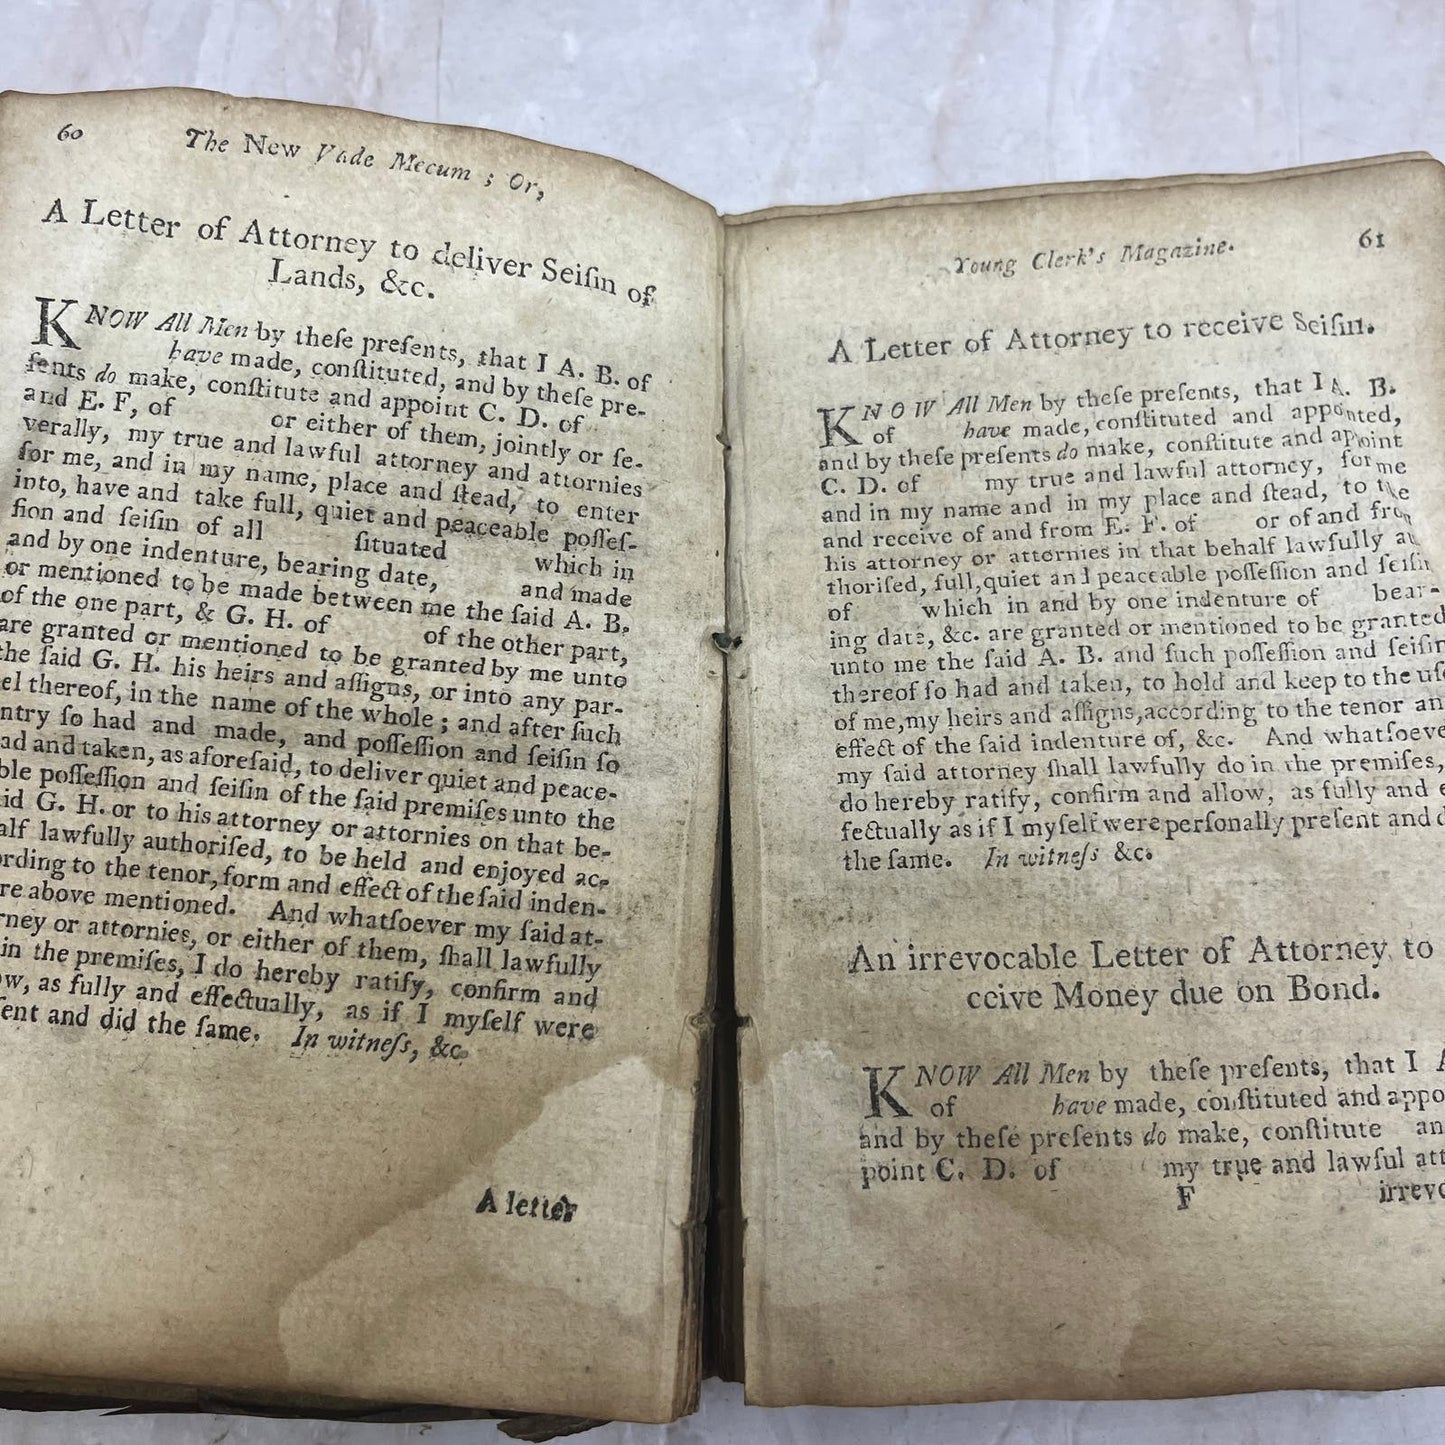 60
The New Vade Mecum ; Or,
A Letter of Attorney to deliver Seiſin of
Lands, &c.
KNOW All Men by theſe preſents, that I A. B. of
have made, conſtituted, and by theſe pre-
ſents do make, conſtitute and appoint C. D. of
and E. F, of or either of them, jointly or ſe-
verally, my true and lawful attorney and attornies
for me, and in my name, place and ſtead, to enter
into, have and take full, quiet and peaceable poſſeſ-
ſion and ſeiſin of all ſituated which in
and by one indenture, bearing date, and made
or mentioned to be made between me the ſaid A. B.
of the one part, & G. H. of of the other part,
are granted or mentioned to be granted by me unto
the ſaid G. H. his heirs and aſſigns, or into any par-
el thereof, in the name of the whole ; and after ſuch
ntry ſo had and made, and poſſeſſion and ſeiſin ſo
ad and taken, as aforeſaid, to deliver quiet and peace-
ble poſſeſſion and ſeiſin of the ſaid premiſes unto the
id G. H. or to his attorney or attornies on that be-
alf lawfully authoriſed, to be held and enjoyed ac-
ording to the tenor, form and effect of the ſaid inden-
re above mentioned. And whatſoever my ſaid at-
rney or attornies, or either of them, ſhall lawfully
in the premiſes, I do hereby ratify, confirm and
ow, as fully and effectually, as if I myſelf were
ſent and did the ſame. In witneſs, &c.
A letter
Young Clerk's Magazine. 61
A Letter of Attorney to receive Seiſin.
KNOW All Men by theſe preſents, that I A. B.
of have made, conſtituted and appointed,
and by theſe preſents do make, conſtitute and appoint
C. D. of my true and lawful attorney, for me
and in my name and in my place and ſtead, to take
and receive of and from E. F. of or of and from
his attorney or attornies in that behalf lawfully au
thoriſed, full, quiet and peaceable poſſeſſion and ſeiſin
of which in and by one indenture of bear-
ing date, &c. are granted or mentioned to be granted
unto me the ſaid A. B. and ſuch poſſeſſion and ſeiſin
thereof ſo had and taken, to hold and keep to the uſe
of me, my heirs and aſſigns, according to the tenor an
effect of the ſaid indenture of, &c. And whatſoeve
my ſaid attorney ſhall lawfully do in the premiſes,
do hereby ratify, confirm and allow, as fully and e
fectually as if I myſelf were perſonally preſent and d
the ſame. In witneſs &c.
An irrevocable Letter of Attorney to
ceive Money due on Bond.
KNOW All Men by theſe preſents, that I A
of have made, conſtituted and appo
and by theſe preſents do make, conſtitute an
point C. D. of my true and lawful att
F irrevo